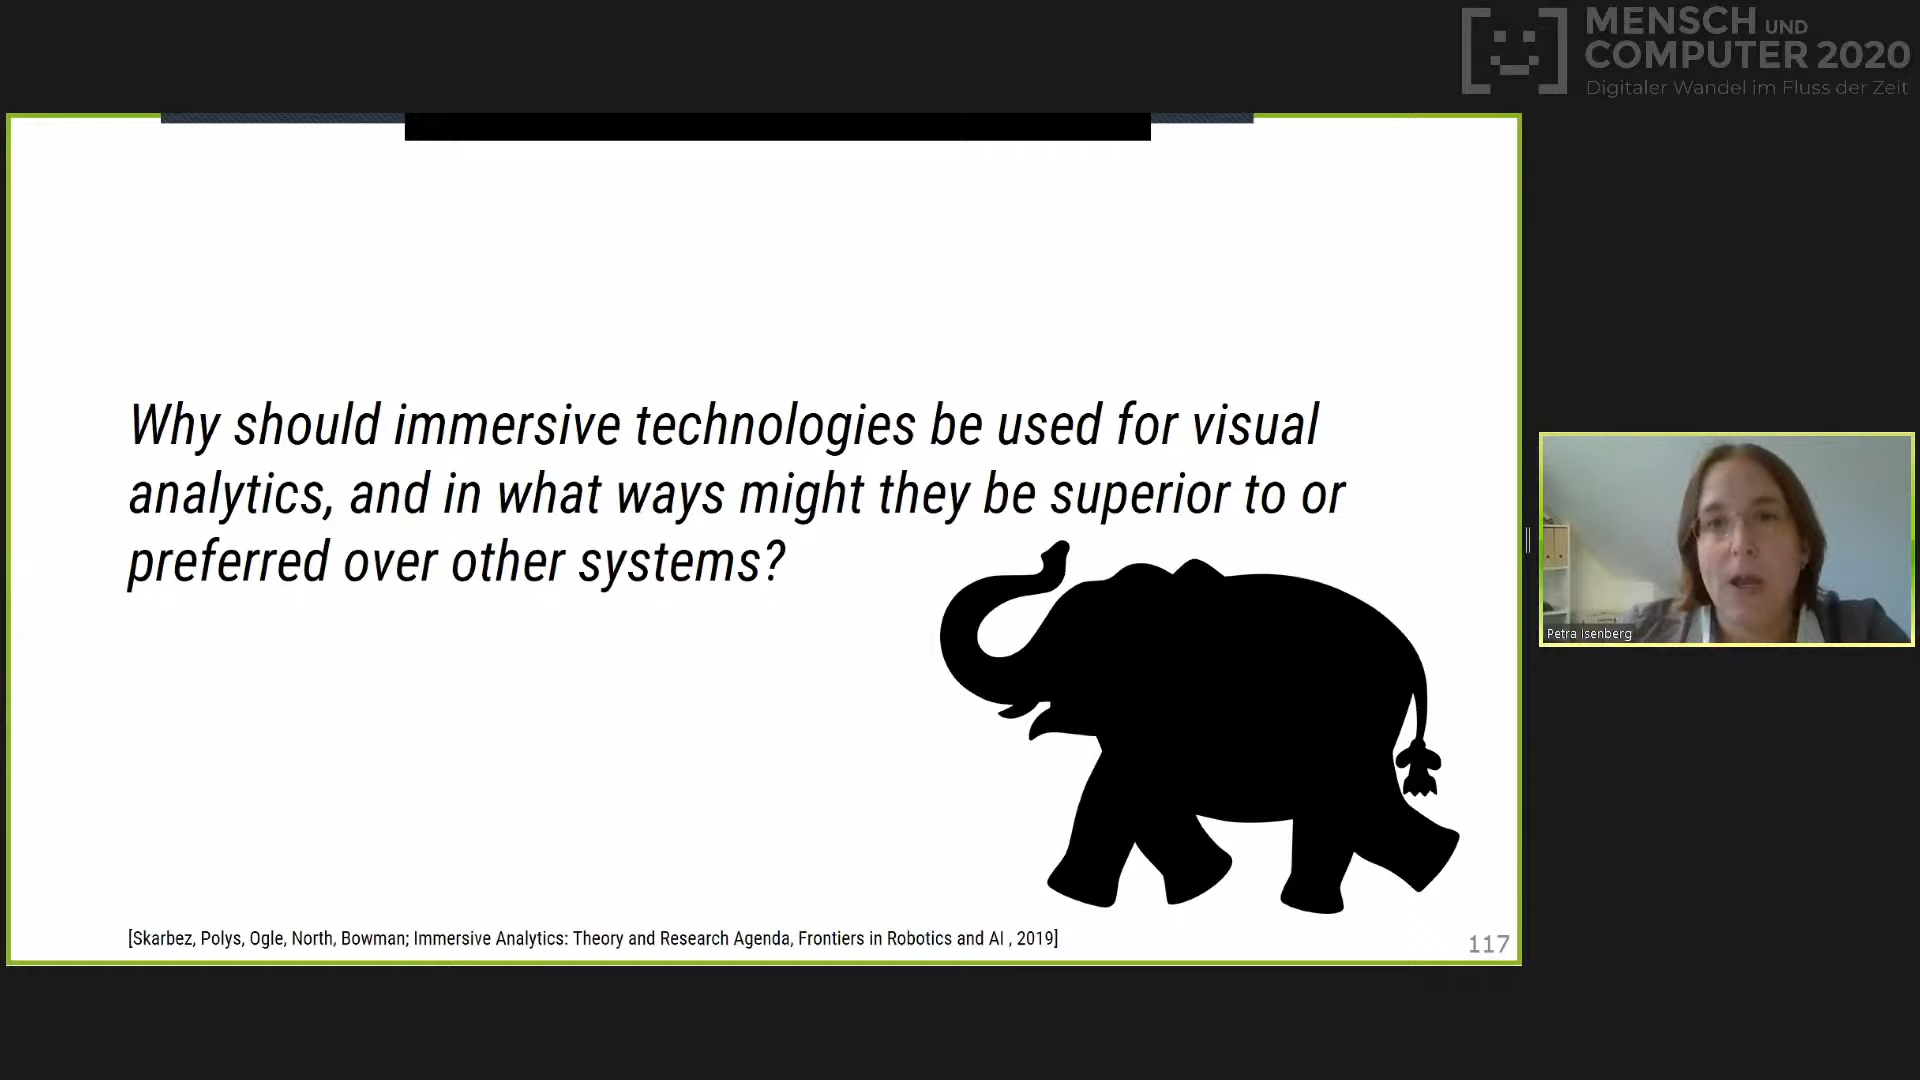 MENSCH UND
COMPUTER 2020
Digitaler Wandel im Fluss der Zeit
Why should immersive technologies be used for visual
analytics, and in what ways might they be superior to or
preferred over other systems?
Petra Isenberg
[Skarbez, Polys, Ogle, North, Bowman; Immersive Analytics: Theory and Research Agenda, Frontiers in Robotics and AI , 2019]
117